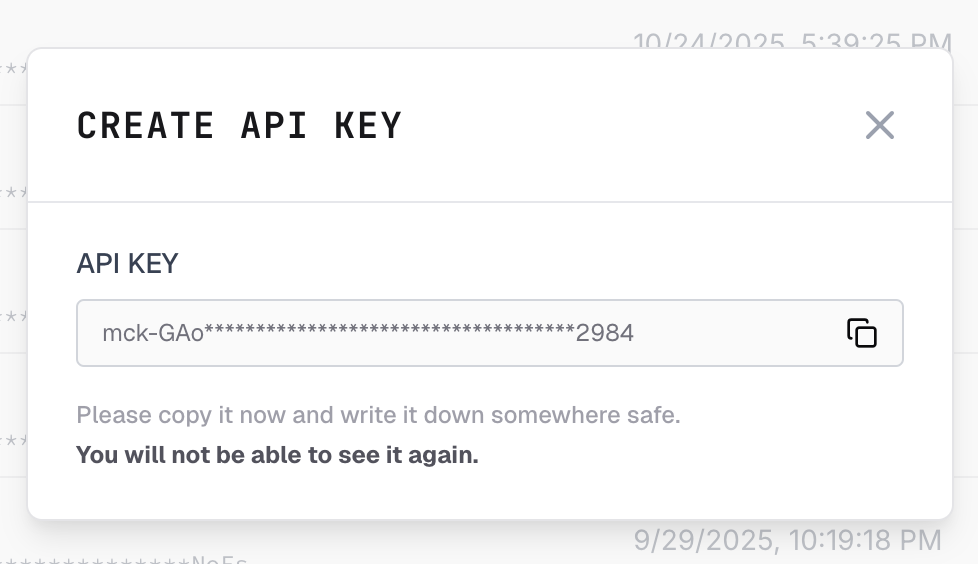 10/24/2025, 5:39:25 PM
CREATE API KEY
API KEY
mck-GAo************************************2984
Please copy it now and write it down somewhere safe.
You will not be able to see it again.
9/29/2025, 10:19:18 PM
**************NoEs